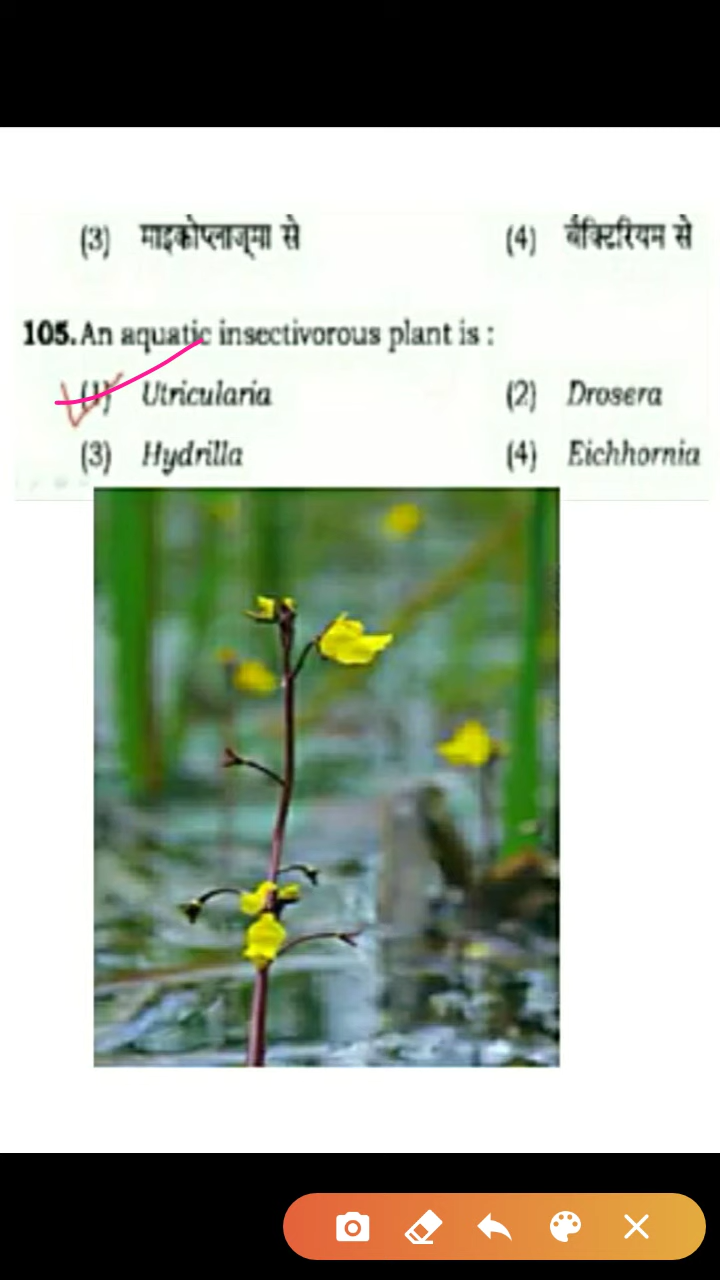 (3) माइकोप्लाज्मा से (4) बैक्टिरियम से
105. An aquatic insectivorous plant is :
(1) Utricularia (2) Drosera
(3) Hydrilla (4) Eichhornia